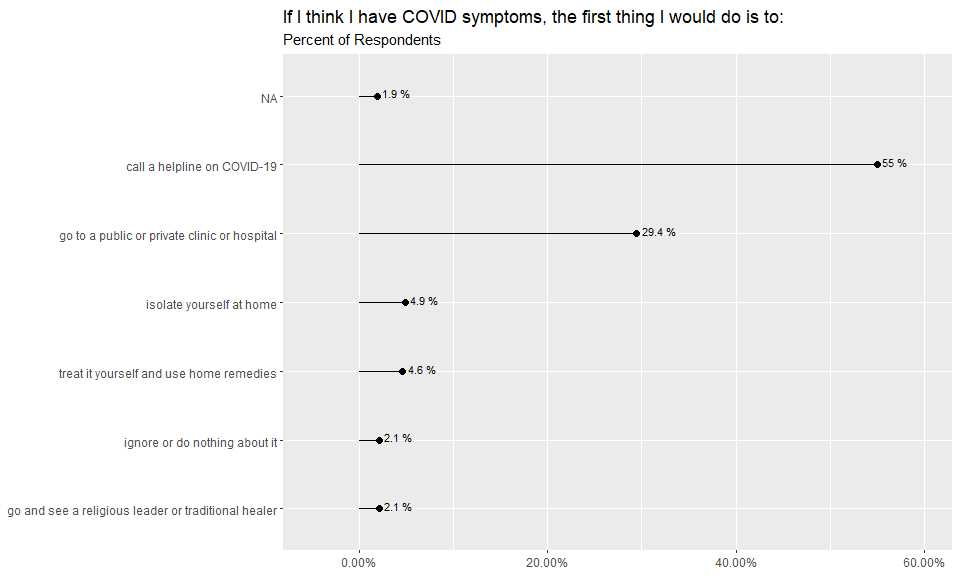 If I think I have COVID symptoms, the first thing I would do is to:
Percent of Respondents
NA
1.9 %
call a helpline on COVID-19
55 %
go to a public or private clinic or hospital
29.4 %
isolate yourself at home
4.9 %
treat it yourself and use home remedies
4.6 %
ignore or do nothing about it
2.1 %
go and see a religious leader or traditional healer
2.1 %
0.00%
20.00%
40.00%
60.00%